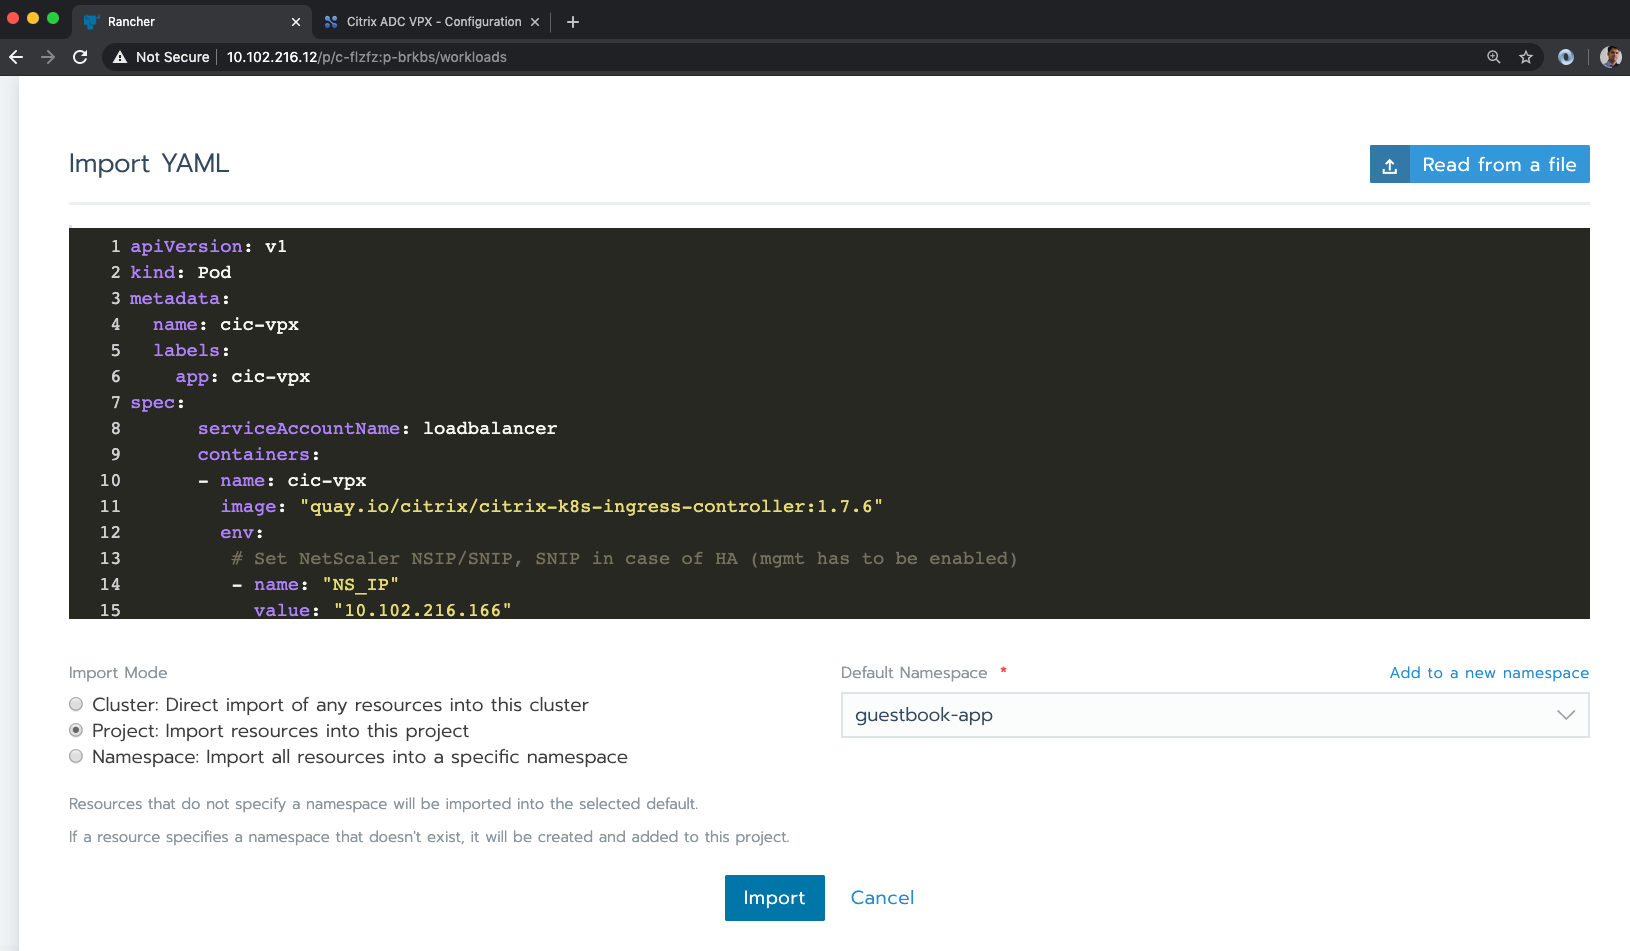 Rancher
Citrix ADC VPX - Configuration
Not Secure 10.102.216.12/p/c-flzfz:p-brkbs/workloads
Import YAML
Read from a file
1 apiVersion: v1
2 kind: Pod
3 metadata:
4   name: cic-vpx
5   labels:
6     app: cic-vpx
7 spec:
8       serviceAccountName: loadbalancer
9       containers:
10       - name: cic-vpx
11         image: "quay.io/citrix/citrix-k8s-ingress-controller:1.7.6"
12         env:
13          # Set NetScaler NSIP/SNIP, SNIP in case of HA (mgmt has to be enabled)
14          - name: "NS_IP"
15            value: "10.102.216.166"
Import Mode
Cluster: Direct import of any resources into this cluster
Project: Import resources into this project
Namespace: Import all resources into a specific namespace
Resources that do not specify a namespace will be imported into the selected default.
If a resource specifies a namespace that doesn't exist, it will be created and added to this project.
Default Namespace *
Add to a new namespace
guestbook-app
Import
Cancel